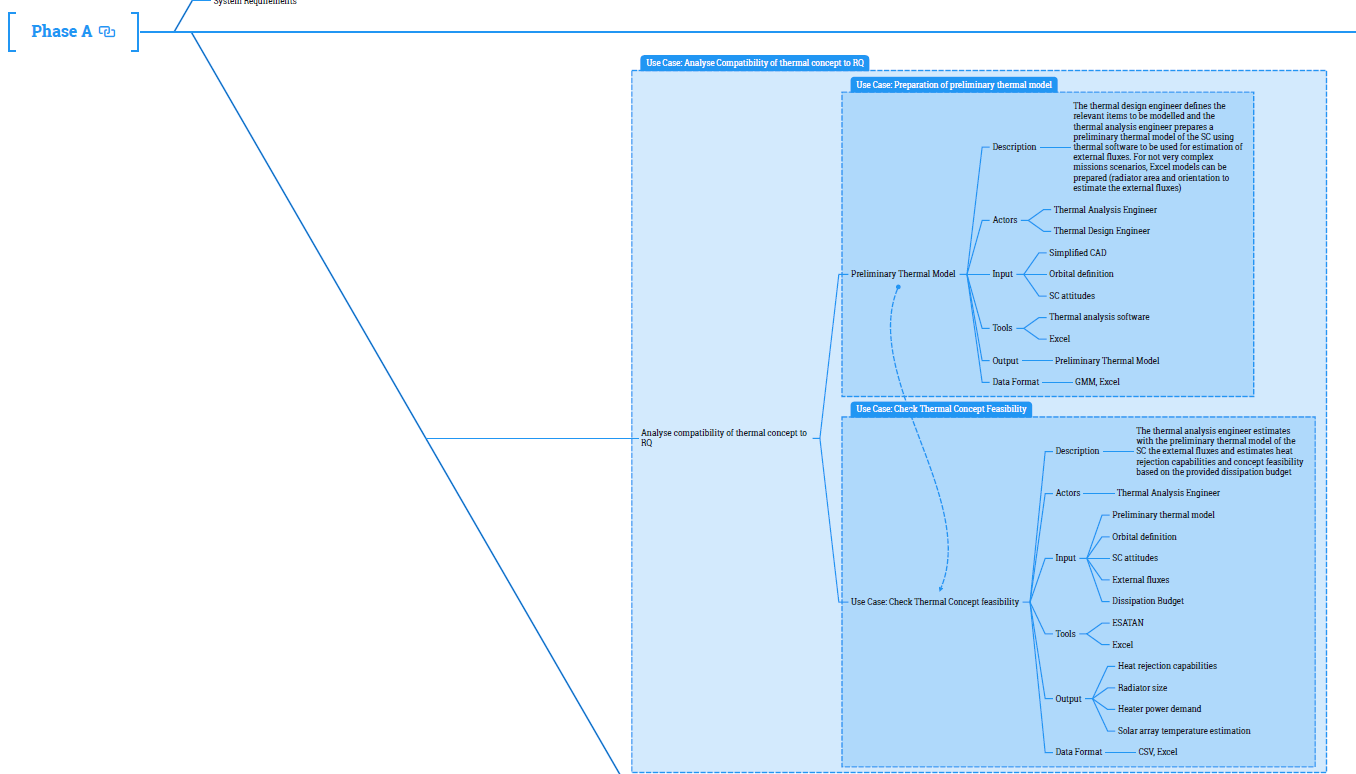 System Requirements
Phase A
Use Case: Analyse Compatibility of thermal concept to RQ
Use Case: Preparation of preliminary thermal model
Description
The thermal design engineer defines the
relevant items to be modelled and the
thermal analysis engineer prepares a
preliminary thermal model of the SC using
thermal software to be used for estimation of
external fluxes. For not very complex
missions scenarios, Excel models can be
prepared (radiator area and orientation to
estimate the external fluxes)
Actors
Thermal Analysis Engineer
Thermal Design Engineer
Preliminary Thermal Model
Input
Simplified CAD
Orbital definition
SC attitudes
Tools
Thermal analysis software
Excel
Output
Preliminary Thermal Model
Data Format
GMM, Excel
Analyse compatibility of thermal concept to
RQ
Use Case: Check Thermal Concept Feasibility
Description
The thermal analysis engineer estimates
with the preliminary thermal model of the
SC the external fluxes and estimates heat
rejection capabilities and concept feasibility
based on the provided dissipation budget
Actors
Thermal Analysis Engineer
Use Case: Check Thermal Concept feasibility
Input
Preliminary thermal model
Orbital definition
SC attitudes
External fluxes
Dissipation Budget
Tools
ESATAN
Excel
Output
Heat rejection capabilities
Radiator size
Heater power demand
Solar array temperature estimation
Data Format
CSV, Excel